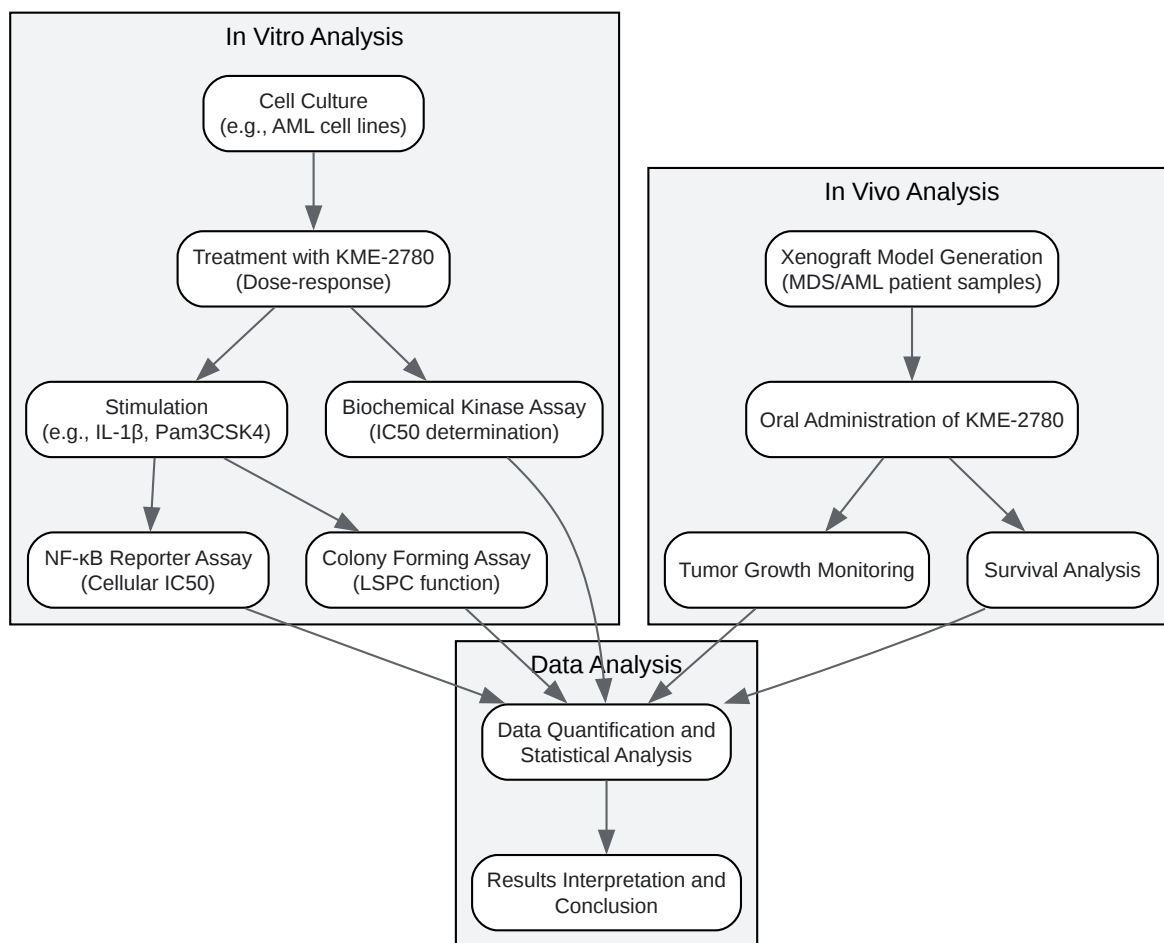 In Vitro Analysis
Cell Culture
(e.g., AML cell lines)
Treatment with KME-2780
(Dose-response)
Stimulation
(e.g., IL-1β, Pam3CSK4)
Biochemical Kinase Assay
(IC50 determination)
NF-κB Reporter Assay
(Cellular IC50)
Colony Forming Assay
(LSPC function)
In Vivo Analysis
Xenograft Model Generation
(MDS/AML patient samples)
Oral Administration of KME-2780
Tumor Growth Monitoring
Survival Analysis
Data Analysis
Data Quantification and
Statistical Analysis
Results Interpretation and
Conclusion